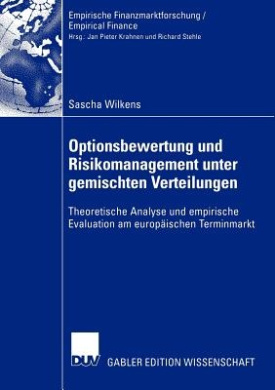 Empirische Finanzmarktforschung /
Empirical Finance
Hrsg: Jan Pieter Krahnen und Richard Stehle
Sascha Wilkens
Optionsbewertung und
Risikomanagement unter
gemischten Verteilungen
Theoretische Analyse und empirische
Evaluation am europäischen Terminmarkt
DUV
GABLER EDITION WISSENSCHAFT